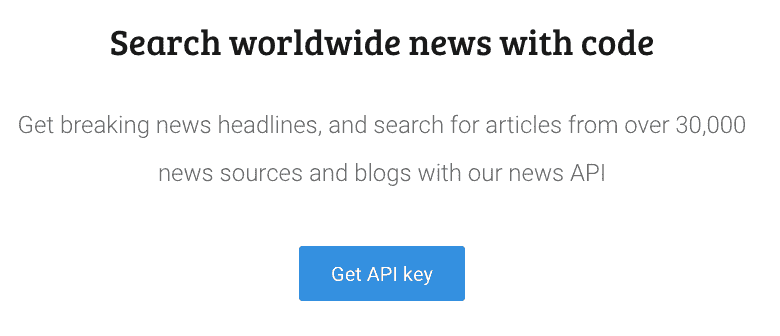 Search worldwide news with code
Get breaking news headlines, and search for articles from over 30,000
news sources and blogs with our news API
Get API key